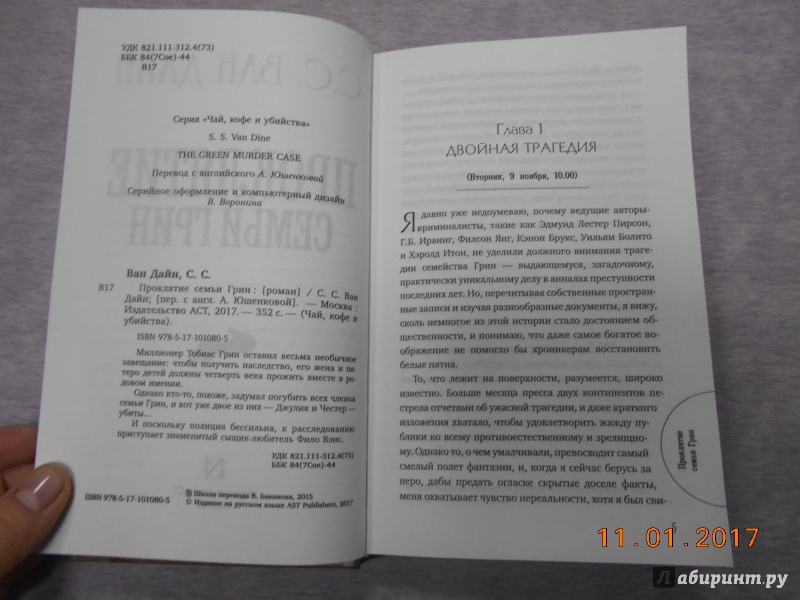 УДК 821.111-312.4(73)
ББК 84(7Сое)-44
В17
Серия «Чай, кофе и убийства»
S. S. Van Dine
THE GREEN MURDER CASE
Перевод с английского А. Юшенковой
Серийное оформление и компьютерный дизайн
В. Воронина
Ван Дайн, С. С.
В17 Проклятие семьи Грин : [роман] / С. С. Ван
Дайн; [пер. с англ. А. Юшенковой]. — Москва :
Издательство АСТ, 2017. — 352 с. — (Чай, кофе и
убийства).
ISBN 978-5-17-101080-5
Миллионер Тобиас Грин оставил весьма необычное
завещание: чтобы получить наследство, его жена и пя-
теро детей должны четверть века прожить вместе в ро-
довом имении.
Однако кто-то, похоже, задумал погубить всех членов
семьи Грин, и вот уже двое из них — Джулия и Честер —
убиты...
И поскольку полиция бессильна, к расследованию
приступает знаменитый сыщик-любитель Фило Вэнс.
УДК 821.111-312.4(73)
ББК 84(7Сое)-44
© Школа перевода В. Баканова, 2015
ISBN 978-5-17-101080-5 © Издание на русском языке AST Publishers, 2017
Глава 1
ДВОЙНАЯ ТРАГЕДИЯ
(Вторник, 9 ноября, 10.00)
Я давно уже недоумеваю, почему ведущие авторы-
криминалисты, такие как Эдмунд Лестер Пирсон,
Г.Б. Ирвинг, Филсон Янг, Кэнон Брукс, Уильям Болито
и Хэролд Итон, не уделили должного внимания траге-
дии семейства Грин — выдающемуся, загадочному,
практически уникальному делу в анналах преступности
последних лет. Но, перечитывая собственные простран-
ные записи и изучая разнообразные документы, я вижу,
сколь немногое из этой истории стало достоянием об-
щественности, и понимаю, что даже самое богатое во-
ображение не помогло бы хроникерам восстановить
белые пятна.
То, что лежит на поверхности, разумеется, широко
известно. Больше месяца пресса двух континентов пе-
стрела отчетами об ужасной трагедии, и даже краткого
изложения хватало, чтобы удовлетворить жажду пу-
блики ко всему противоестественному и зрелищно-
му. Однако то, о чем умалчивали, превосходит самый
смелый полет фантазии, и, когда я сейчас берусь за
перо, дабы предать огласке скрытые доселе факты,
меня охватывает чувство нереальности, хотя я был сви-
Проклятие
семьи Грин
5
11.01.2017
Лабиринт.ру